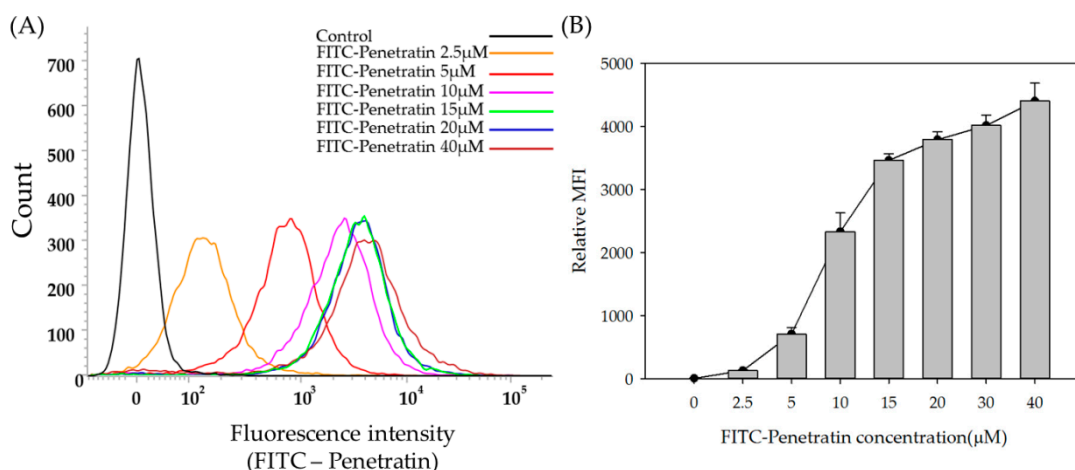 (A)
Control
FITC-Penetratin 2.5μM
FITC-Penetratin 5μM
FITC-Penetratin 10μM
FITC-Penetratin 15μM
FITC-Penetratin 20μM
FITC-Penetratin 40μM
Count
700
600
500
400
300
200
100
0
0 10² 10³ 10⁴ 10⁵
Fluorescence intensity
(FITC – Penetratin)
(B)
Relative MFI
5000
4000
3000
2000
1000
0
0 2.5 5 10 15 20 30 40
FITC-Penetratin concentration(μM)